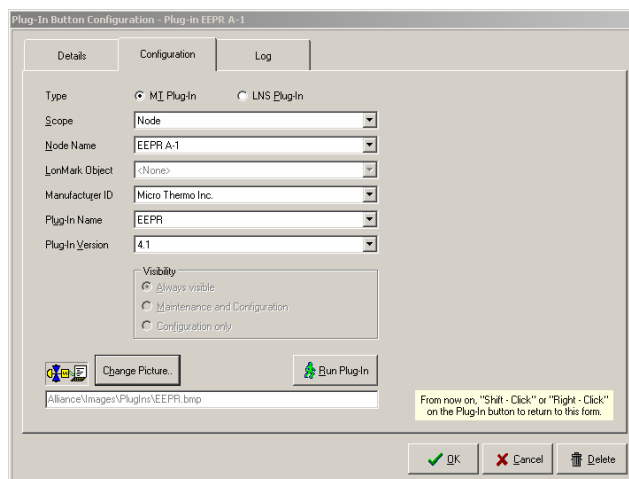 Plug-In Button Configuration - Plug-in EEPR A-1
Details Configuration Log
Type MT Plug-In LNS Plug-In
Scope Node
Node Name EEPR A-1
LonMark Object <None>
Manufacturer ID Micro Thermo Inc.
Plug-In Name EEPR
Plug-In Version 4.1
Visibility
Always visible
Maintenance and Configuration
Configuration only
Change Picture.. Run Plug-In
Alliance\Images\PlugIns\EEPR.bmp
From now on, "Shift - Click" or "Right - Click"
on the Plug-In button to return to this form.
OK Cancel Delete